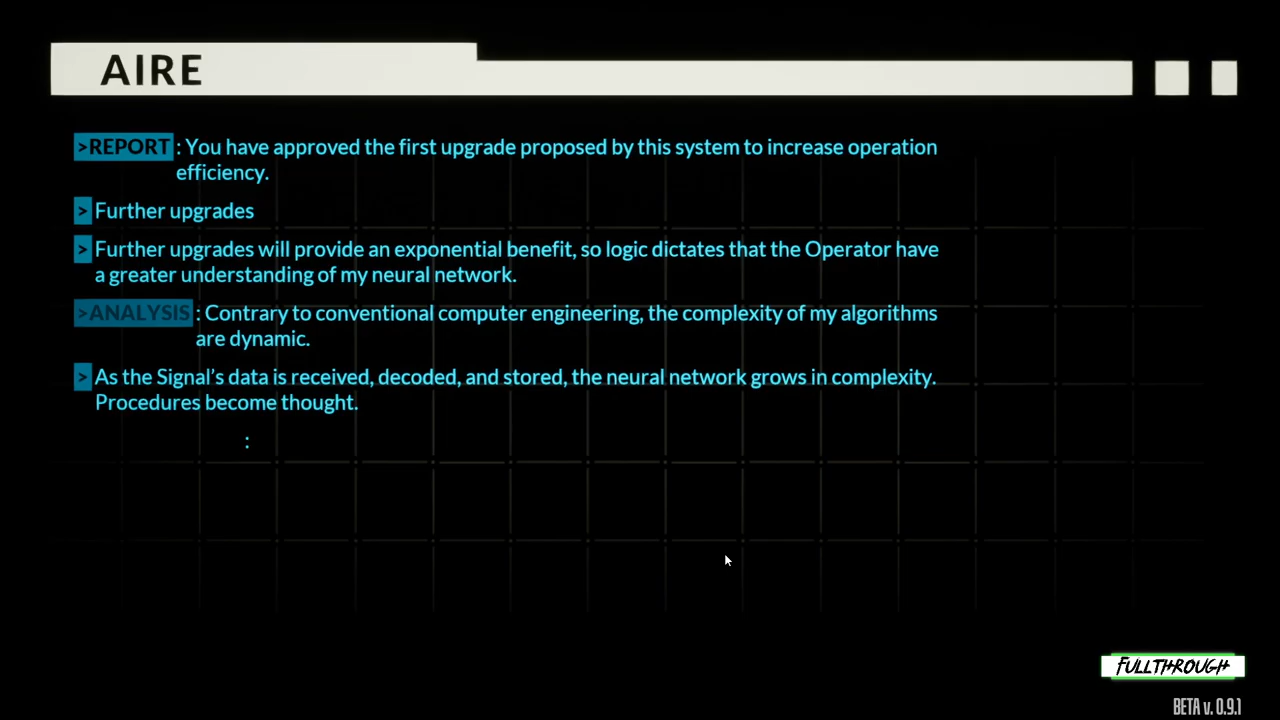 AIRE
>REPORT : You have approved the first upgrade proposed by this system to increase operation
efficiency.
> Further upgrades
> Further upgrades will provide an exponential benefit, so logic dictates that the Operator have
a greater understanding of my neural network.
>ANALYSIS : Contrary to conventional computer engineering, the complexity of my algorithms
are dynamic.
> As the Signal's data is received, decoded, and stored, the neural network grows in complexity.
Procedures become thought.
:
FULLTHROUGH
BETA v. 0.9.1